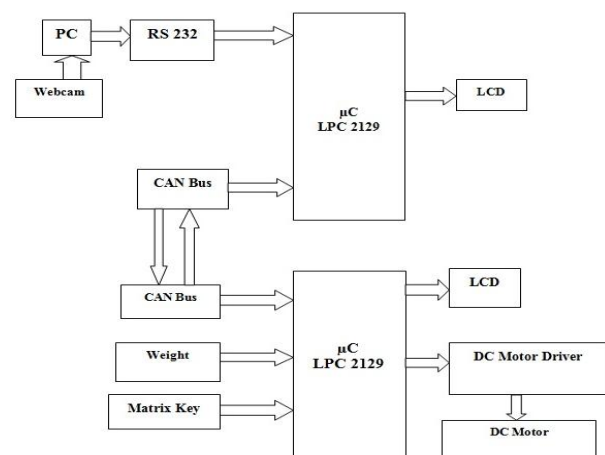 PC
RS 232
Webcam
µC
LPC 2129
LCD
CAN Bus
CAN Bus
Weight
Matrix Key
µC
LPC 2129
LCD
DC Motor Driver
DC Motor